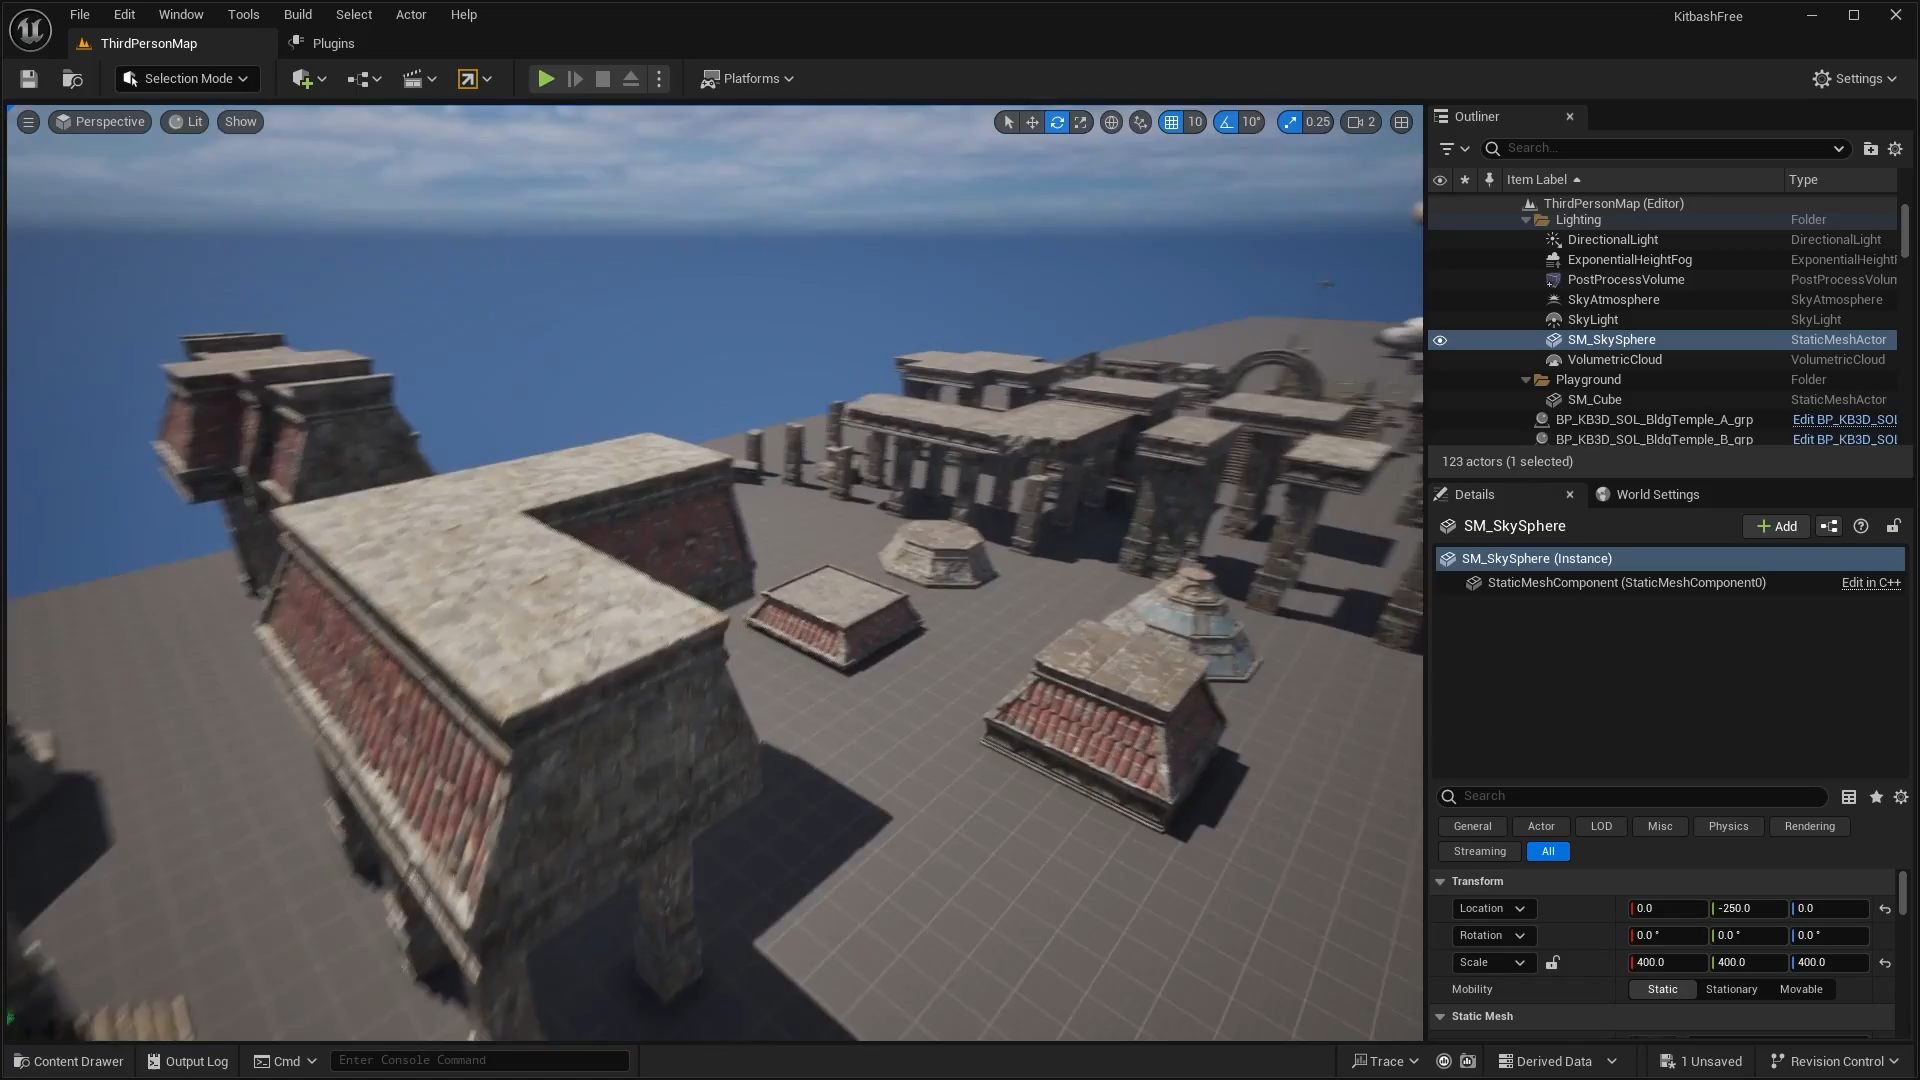 File Edit Window Tools Build Select Actor Help
KitbashFree
ThirdPersonMap
Plugins
Selection Mode
Platforms
Settings
Perspective Lit Show
10 10° 0.25 2
Outliner
Search...
Item Label Type
ThirdPersonMap (Editor)
Lighting Folder
DirectionalLight DirectionalLight
ExponentialHeightFog ExponentialHeightF
PostProcessVolume PostProcessVolun
SkyAtmosphere SkyAtmosphere
SkyLight SkyLight
SM_SkySphere StaticMeshActor
VolumetricCloud VolumetricCloud
Playground Folder
SM_Cube StaticMeshActor
BP_KB3D_SOL_BldgTemple_A_grp Edit BP_KB3D_SOL
BP_KB3D_SOL_BldgTemple_B_grp Edit BP_KB3D_SOL
123 actors (1 selected)
Details World Settings
SM_SkySphere
Add
SM_SkySphere (Instance)
StaticMeshComponent (StaticMeshComponent0) Edit in C++
Search
General Actor LOD Misc Physics Rendering
Streaming All
Transform
Location 0.0 -250.0 0.0
Rotation 0.0 ° 0.0 ° 0.0 °
Scale 400.0 400.0 400.0
Mobility Static Stationary Movable
Static Mesh
Content Drawer Output Log Cmd Enter Console Command
Trace Derived Data 1 Unsaved Revision Control